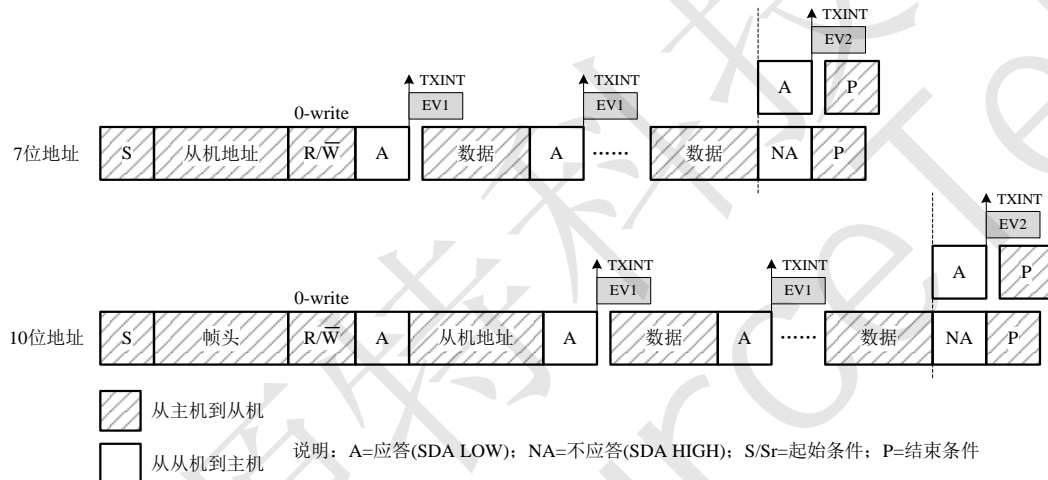 TXINT
EV2
A P
TXINT TXINT
EV1 EV1
0-write
7位地址 S 从机地址 R/W̅ A 数据 A …… 数据 NA P
TXINT
EV2
A P
TXINT TXINT
EV1 EV1
0-write
10位地址 S 帧头 R/W̅ A 从机地址 A 数据 A …… 数据 NA P
从主机到从机
从从机到主机
说明：A=应答(SDA LOW)；NA=不应答(SDA HIGH)；S/Sr=起始条件；P=结束条件